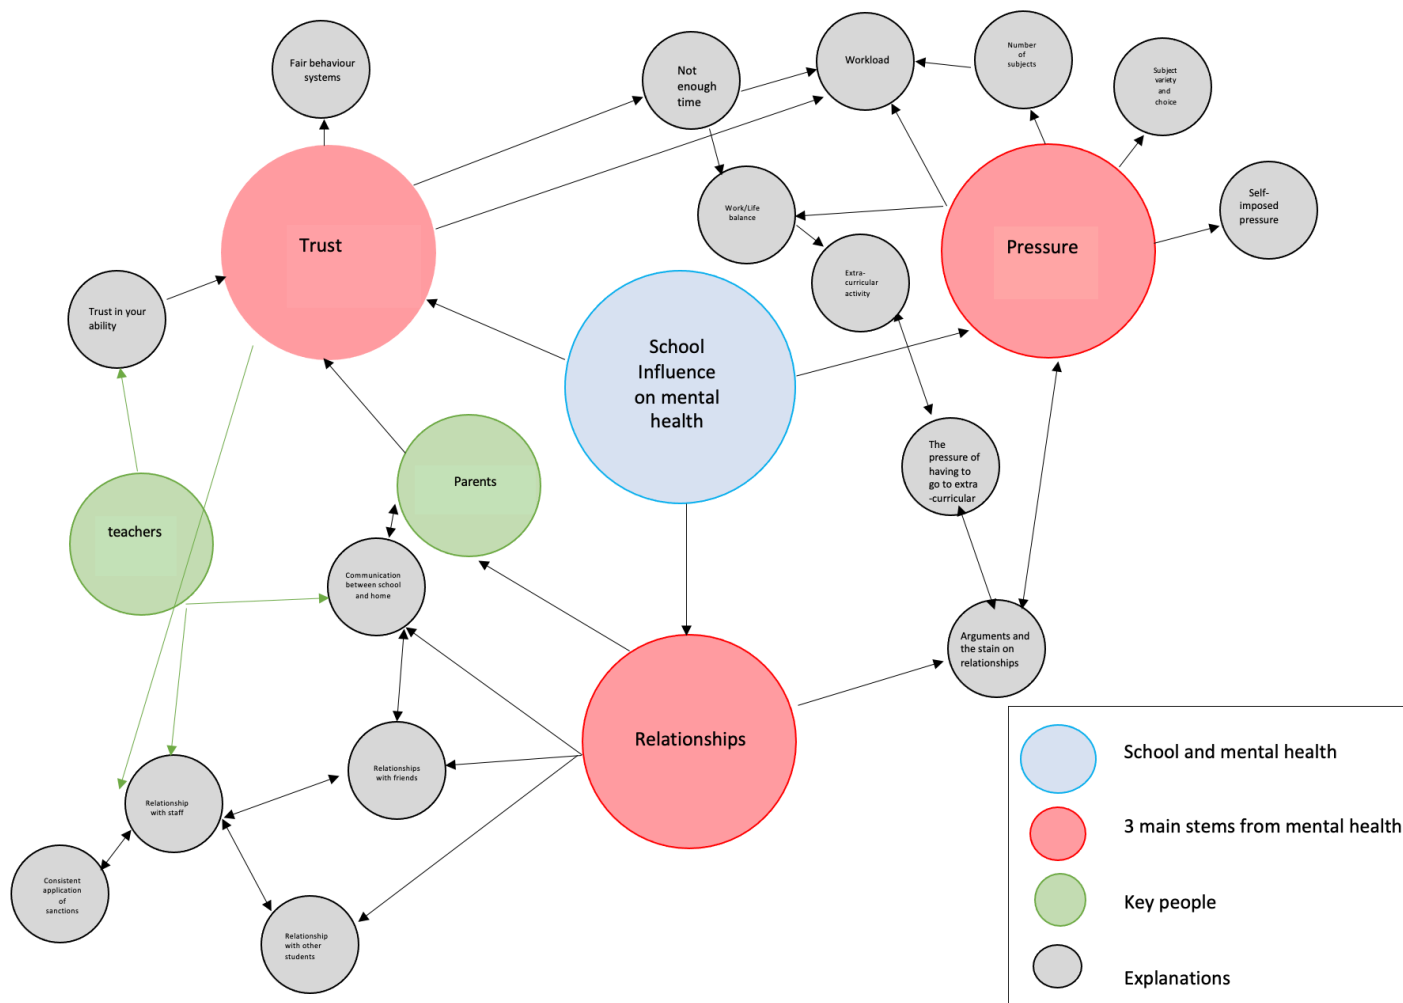 Fair behaviour
systems
Not
enough
time
Workload
Number
of
subjects
Subject
variety
and
choice
Trust
Work/Life
balance
Self-
imposed
pressure
Pressure
Extra-
curricular
activity
Trust in your
ability
School
Influence
on mental
health
The
pressure of
having to
go to extra
-curricular
Parents
teachers
Communication
between school
and home
Arguments and
the stain on
relationships
Relationships
Relationships
with friends
Relationship
with staff
Consistent
application
of
sanctions
Relationship
with other
students
School and mental health
3 main stems from mental health
Key people
Explanations